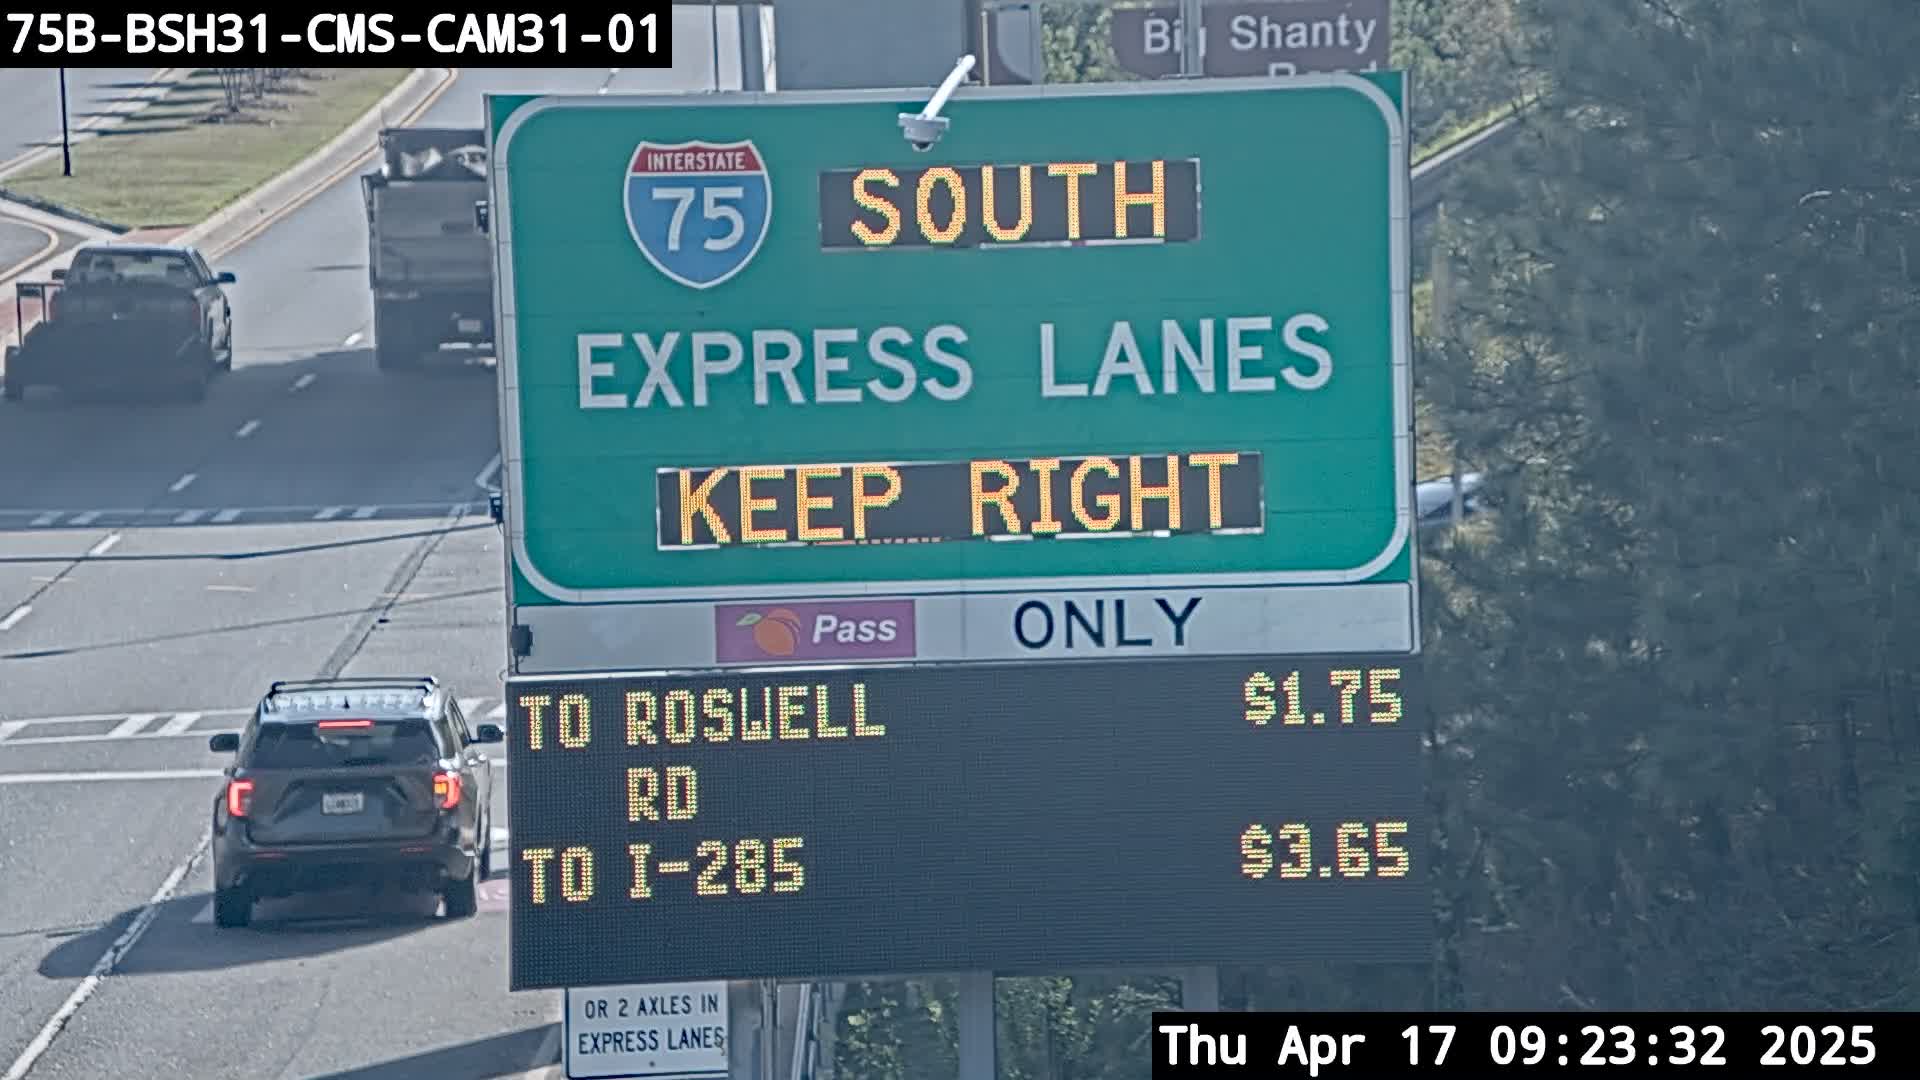 75B-BSH31-CMS-CAM31-01
Big Shanty
Road
INTERSTATE
75
SOUTH
EXPRESS LANES
KEEP RIGHT
Pass ONLY
TO ROSWELL $1.75
RD
TO I-285 $3.65
OR 2 AXLES IN
EXPRESS LANES
Thu Apr 17 09:23:32 2025